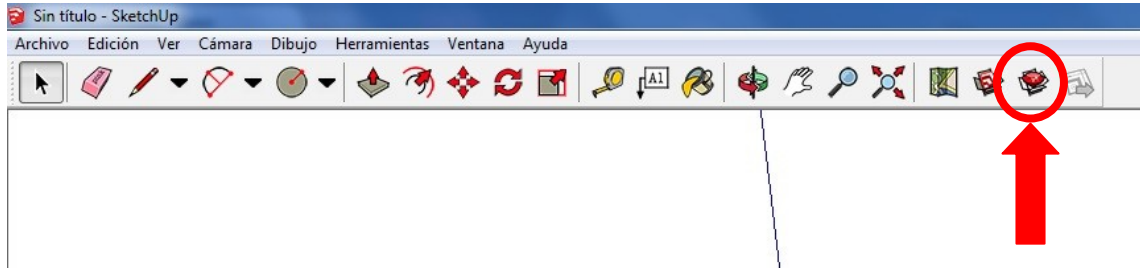 Sin título - SketchUp
Archivo Edición Ver Cámara Dibujo Herramientas Ventana Ayuda
A1